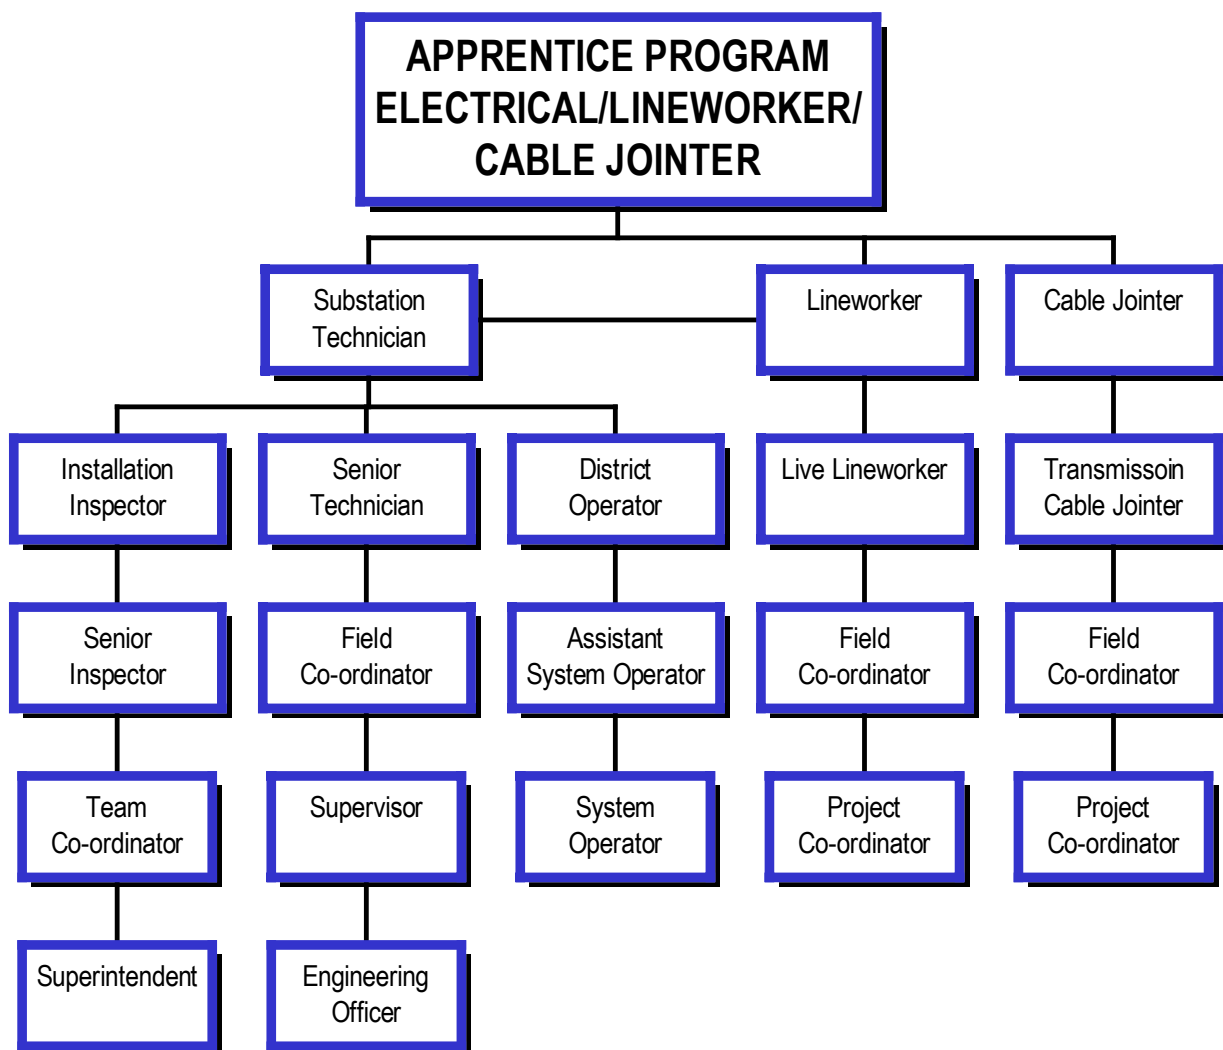 APPRENTICE PROGRAM
ELECTRICAL/LINEWORKER/
CABLE JOINTER
Substation
Technician
Lineworker
Cable Jointer
Installation
Inspector
Senior
Technician
District
Operator
Live Lineworker
Transmissoin
Cable Jointer
Senior
Inspector
Field
Co-ordinator
Assistant
System Operator
Field
Co-ordinator
Field
Co-ordinator
Team
Co-ordinator
Supervisor
System
Operator
Project
Co-ordinator
Project
Co-ordinator
Superintendent
Engineering
Officer